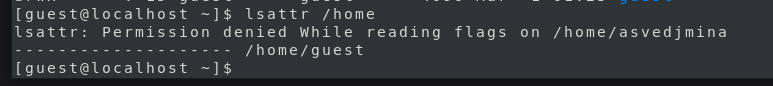 [guest@localhost ~]$ lsattr /home
lsattr: Permission denied While reading flags on /home/asvedjmina
-------------------- /home/guest
[guest@localhost ~]$